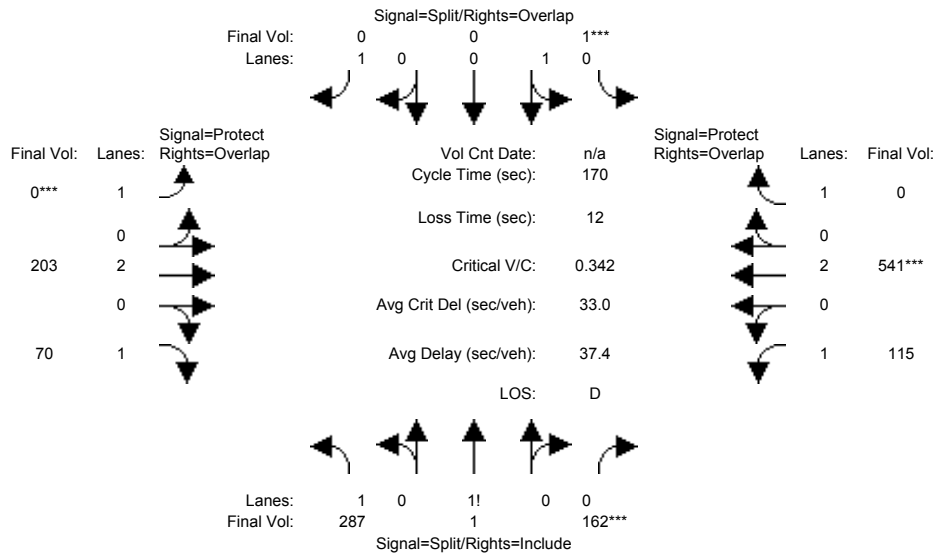 Signal=Split/Rights=Overlap
Final Vol: 0 0 1***
Lanes: 1 0 0 1 0
Signal=Protect
Final Vol: Lanes: Rights=Overlap
Vol Cnt Date: n/a
Signal=Protect
Rights=Overlap Lanes: Final Vol:
Cycle Time (sec): 170
0*** 1
1 0
Loss Time (sec): 12
0
0
203 2
Critical V/C: 0.342
2 541***
0
Avg Crit Del (sec/veh): 33.0
0
70 1
Avg Delay (sec/veh): 37.4
1 115
LOS: D
Lanes: 1 0 1! 0 0
Final Vol: 287 1 162***
Signal=Split/Rights=Include